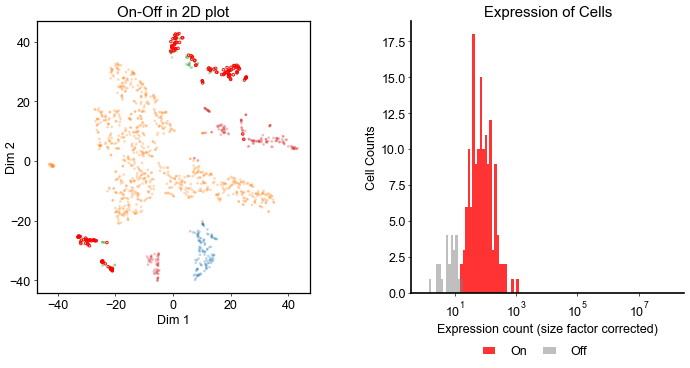 On-Off in 2D plot
40
20
0
−20
−40
−40 −20 0 20 40
Dim 2
Dim 1
Expression of Cells
17.5
15.0
12.5
10.0
7.5
5.0
2.5
0.0
10^1 10^3 10^5 10^7
Cell Counts
Expression count (size factor corrected)
On Off